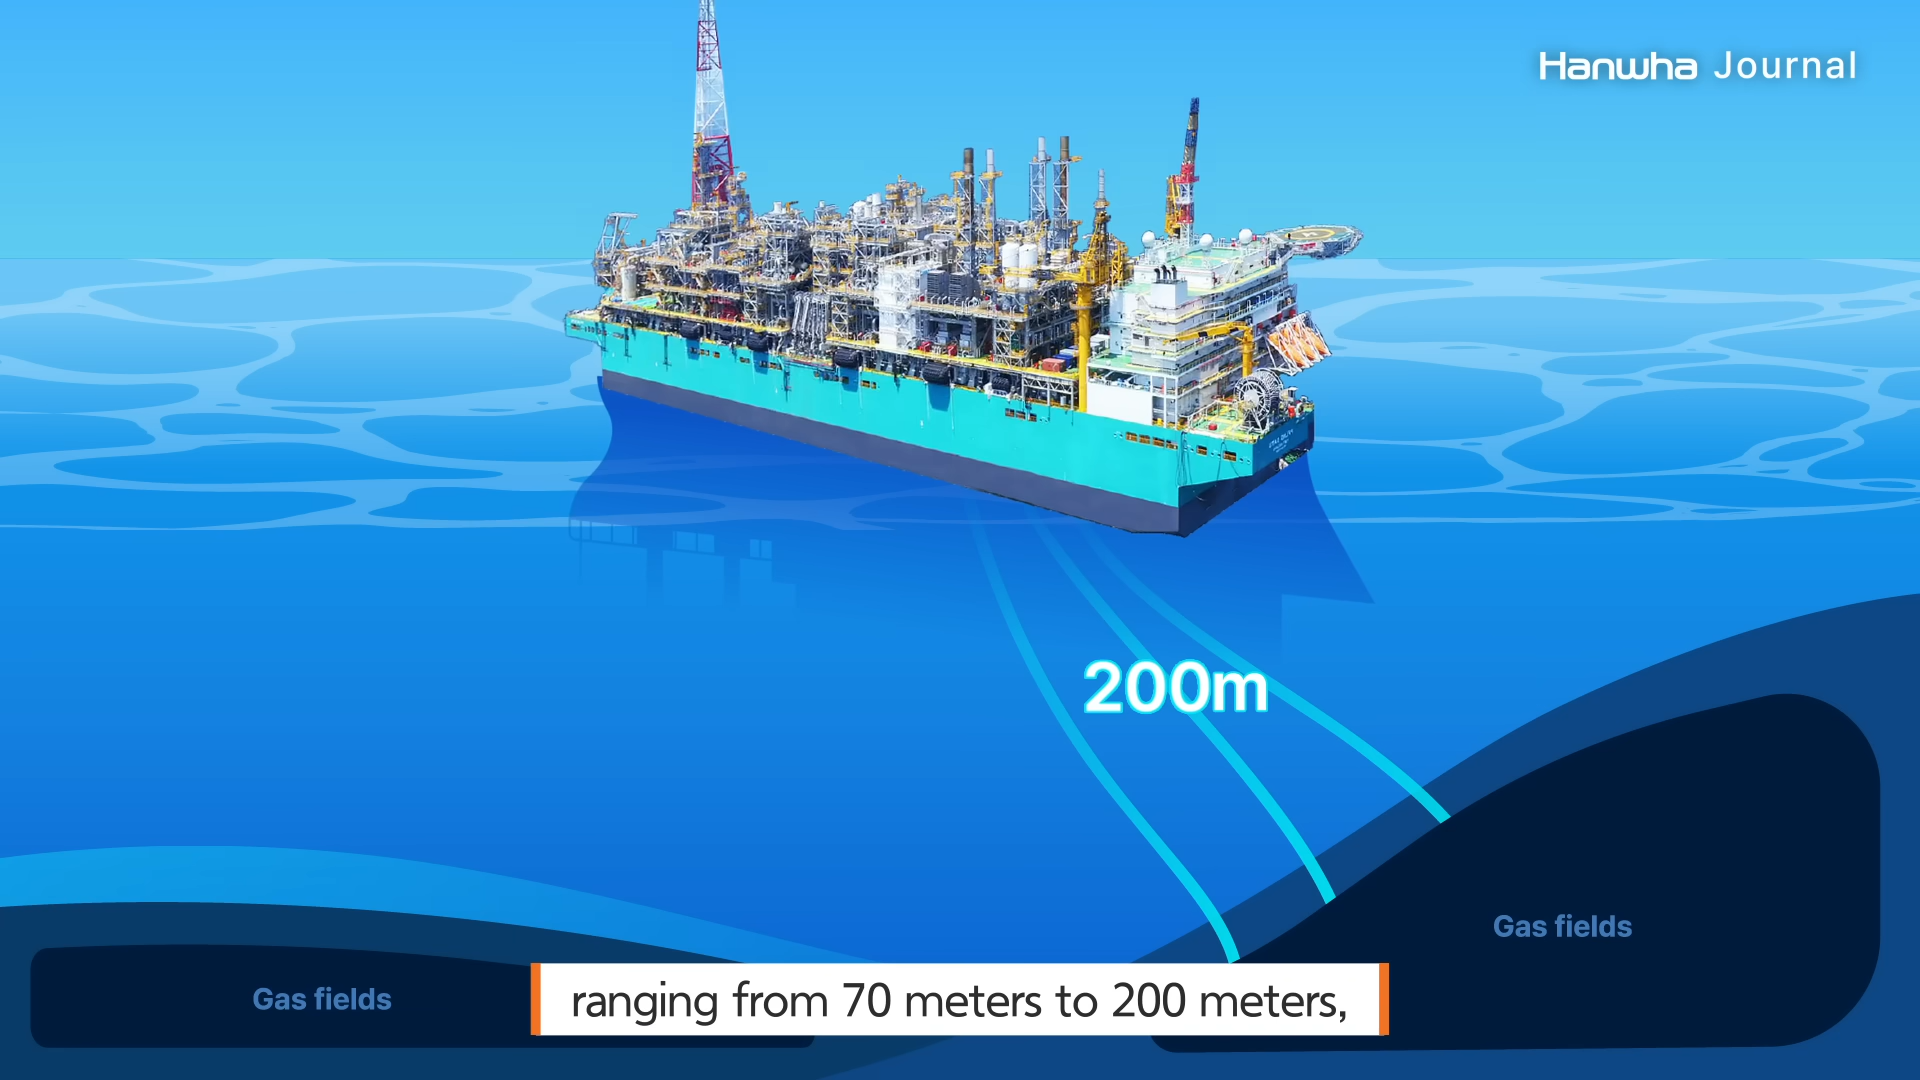 Hanwha Journal
H
200m
Gas fields
Gas fields
ranging from 70 meters to 200 meters,